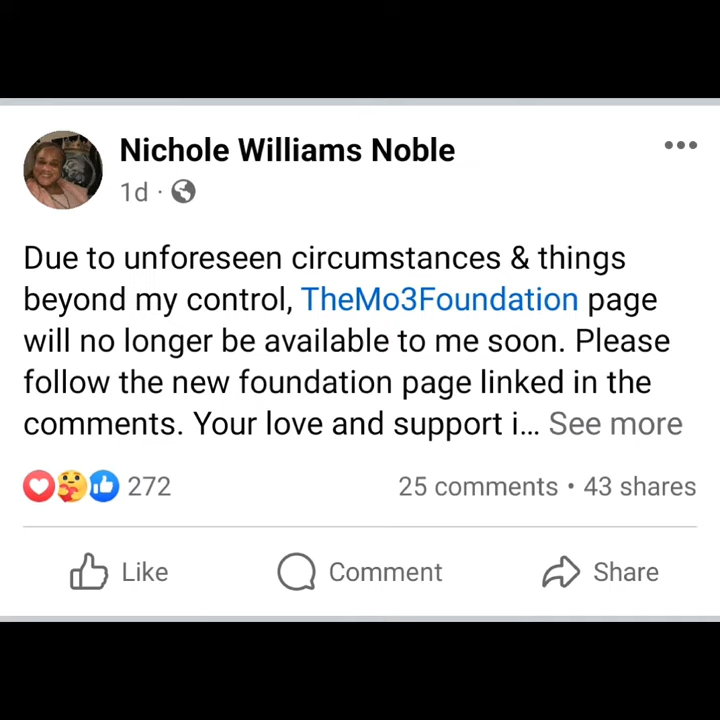 Nichole Williams Noble
1d ·
Due to unforeseen circumstances & things
beyond my control, TheMo3Foundation page
will no longer be available to me soon. Please
follow the new foundation page linked in the
comments. Your love and support i... See more
272 25 comments • 43 shares
Like Comment Share